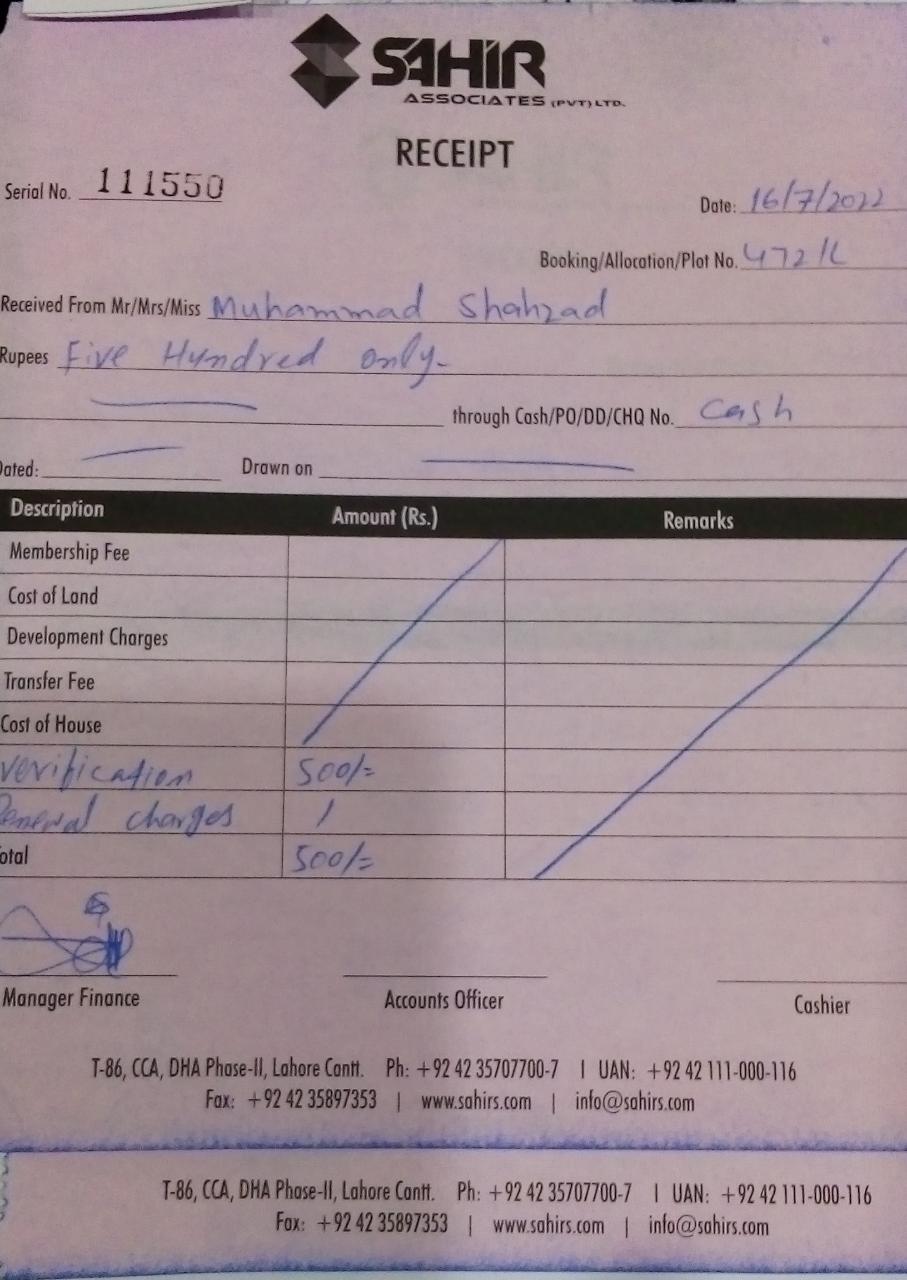 SAHIR
ASSOCIATES (PVT) LTD.
RECEIPT
Serial No. 111550
Date: 16/7/2022
Booking/Allocation/Plot No. 472/L
Received From Mr/Mrs/Miss Muhammad Shahzad
Rupees Five Hundred only-
through Cash/PO/DD/CHQ No. Cash
Dated: Drawn on
Description Amount (Rs.) Remarks
Membership Fee
Cost of Land
Development Charges
Transfer Fee
Cost of House
verification 500/=
Renewal charges /
Total 500/=
Manager Finance Accounts Officer Cashier
T-86, CCA, DHA Phase-II, Lahore Cantt. Ph: +92 42 35707700-7 | UAN: +92 42 111-000-116
Fax: +92 42 35897353 | www.sahirs.com | info@sahirs.com
T-86, CCA, DHA Phase-II, Lahore Cantt. Ph: +92 42 35707700-7 | UAN: +92 42 111-000-116
Fax: +92 42 35897353 | www.sahirs.com | info@sahirs.com